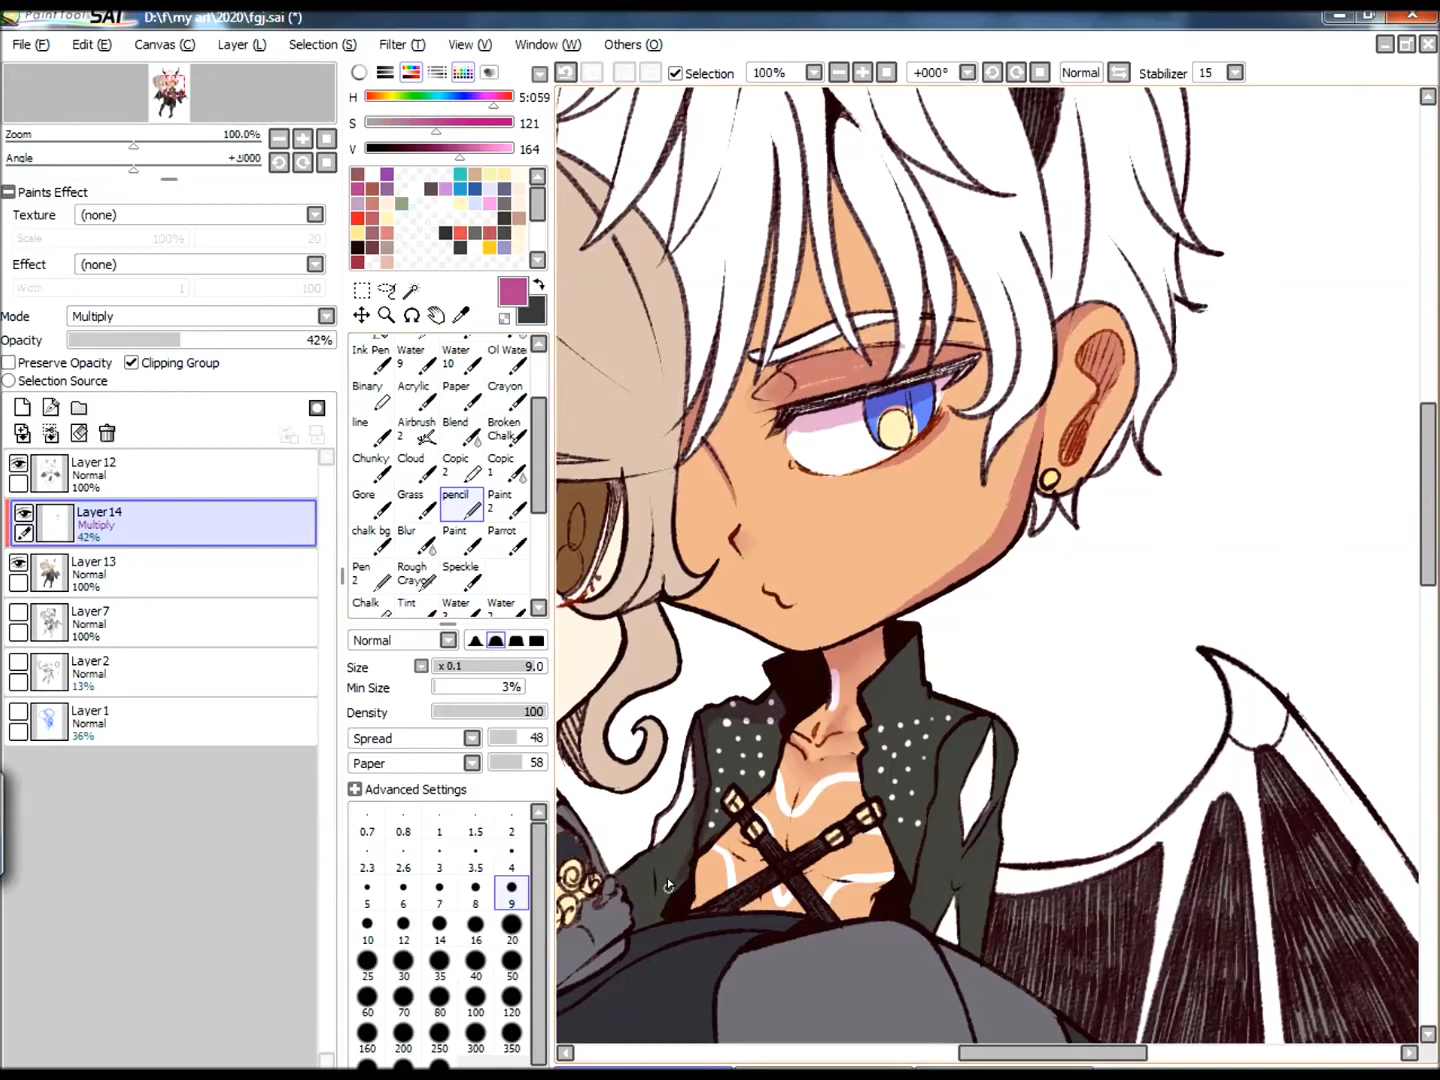 PaintTool SAI D:\f\my art\2020\fgj.sai (*)
File (F) Edit (E) Canvas (C) Layer (L) Selection (S) Filter (T) View (V) Window (W) Others (O)
Selection 100% +000° Normal Stabilizer 15
Zoom 100.0%
Angle
Paints Effect
Texture (none)
Scale 100% 20
Effect (none)
Width 1 100
Mode Multiply
Opacity 42%
Preserve Opacity Clipping Group
Selection Source
Layer12
Normal
100%
Layer14
Multiply
42%
Layer13
Normal
100%
Layer7
Normal
100%
Layer2
Normal
13%
Layer1
Normal
36%
H 5:059
S 121
V 164
Ink Pen Water 9 Water 10 Ol Wate
Binary Acrylic Paper Crayon
line Airbrush 2 Blend Broken Chalk
Chunky Cloud Copic 2 Copic 1
Gore Grass pencil Paint 2
chalk bg Blur Paint Parrot
Pen 2 Rough Crayo Speckle
Chalk Tint Water Water
Normal
Size x 0.1 9.0
Min Size 3%
Density 100
Spread 48
Paper 58
Advanced Settings
0.7 0.8 1 1.5 2
2.3 2.6 3 3.5 4
5 6 7 8 9
10 12 14 16 20
25 30 35 40 50
60 70 80 100 120
160 200 250 300 350